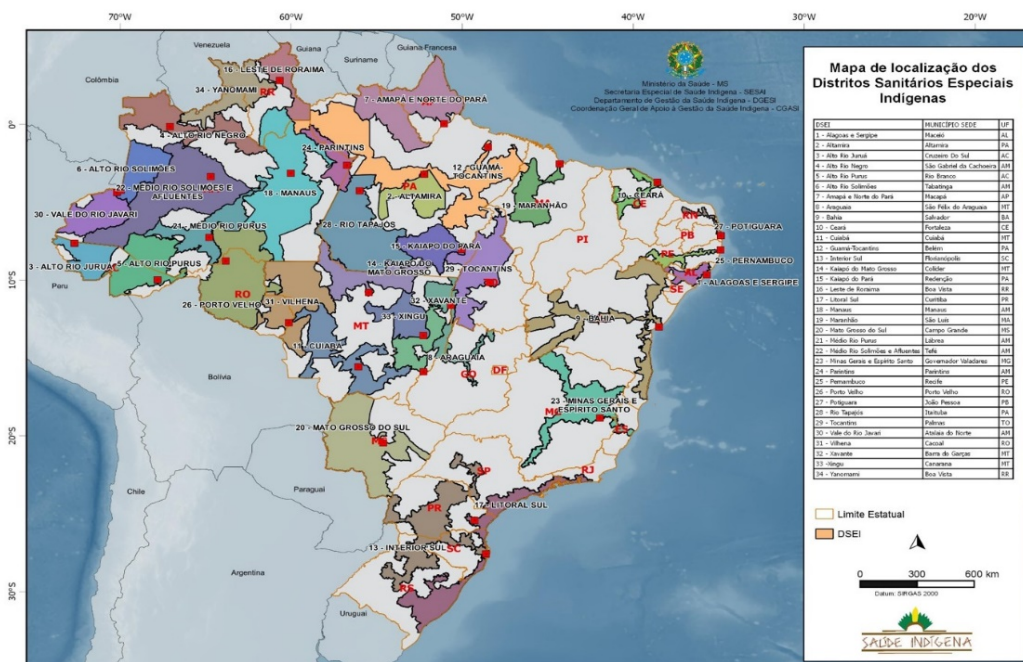 70°W 60°W 50°W 40°W 30°W 20°W
Venezuela
Guiana
Suriname
Guiana Francesa
Colômbia
Ministério da Saúde - MS
Secretaria Especial de Saúde Indígena - SESAI
Departamento de Gestão da Saúde Indígena - DGESI
Coordenação Geral de Apoio à Gestão da Saúde Indígena - CGASI
16 - LESTE DE RORAIMA
34 - YANOMAMI
RR
7 - AMAPÁ E NORTE DO PARÁ
0°
4 - ALTO RIO NEGRO
24 - PARINTINS
6 - ALTO RIO SOLIMÕES
12 - GUAMÁ-
TOCANTINS
22 - MÉDIO RIO SOLIMÕES E
AFLUENTES
18 - MANAUS
PA
2 - ALTAMIRA
19 - MARANHÃO
10 - CEARÁ
CE
30 - VALE DO RIO JAVARI
21 - MÉDIO RIO PURUS
28 - RIO TAPAJÓS
RN
27 - POTIGUARA
PB
PI
15 - KAIAPÓ DO PARÁ
14 - KAIAPÓ DO
MATO GROSSO
29 - TOCANTINS
PE
25 - PERNAMBUCO
3 - ALTO RIO JURUÁ
5 - ALTO RIO PURUS
AL
1 - ALAGOAS E SERGIPE
SE
10°S
Peru
RO
26 - PORTO VELHO
31 - VILHENA
32 - XAVANTE
33 - XINGU
MT
9 - BAHIA
11 - CUIABÁ
8 - ARAGUAIA
GO
DF
Bolívia
23 - MINAS GERAIS E
ESPÍRITO SANTO
MG
ES
20°S
20 - MATO GROSSO DO SUL
MS
SP
RJ
Paraguai
Chile
PR
17 - LITORAL SUL
13 - INTERIOR SUL
SC
Argentina
RS
30°S
Uruguai
Mapa de localização dos
Distritos Sanitários Especiais
Indígenas
DSEI MUNICÍPIO SEDE UF
1 - Alagoas e Sergipe Maceió AL
2 - Altamira Altamira PA
3 - Alto Rio Juruá Cruzeiro Do Sul AC
4 - Alto Rio Negro São Gabriel da Cachoeira AM
5 - Alto Rio Purus Rio Branco AC
6 - Alto Rio Solimões Tabatinga AM
7 - Amapá e Norte do Pará Macapá AP
8 - Araguaia São Félix do Araguaia MT
9 - Bahia Salvador BA
10 - Ceará Fortaleza CE
11 - Cuiabá Cuiabá MT
12 - Guamá-Tocantins Belém PA
13 - Interior Sul Florianópolis SC
14 - Kaiapó do Mato Grosso Colíder MT
15 - Kaiapó do Pará Redenção PA
16 - Leste de Roraima Boa Vista RR
17 - Litoral Sul Curitiba PR
18 - Manaus Manaus AM
19 - Maranhão São Luís MA
20 - Mato Grosso do Sul Campo Grande MS
21 - Médio Rio Purus Lábrea AM
22 - Médio Rio Solimões e Afluentes Tefé AM
23 - Minas Gerais e Espírito Santo Governador Valadares MG
24 - Parintins Parintins AM
25 - Pernambuco Recife PE
26 - Porto Velho Porto Velho RO
27 - Potiguara João Pessoa PB
28 - Rio Tapajós Itaituba PA
29 - Tocantins Palmas TO
30 - Vale do Rio Javari Atalaia do Norte AM
31 - Vilhena Cacoal RO
32 - Xavante Barra do Garças MT
33 -Xingu Canarana MT
34 - Yanomami Boa Vista RR
Limite Estatual
DSEI
0 300 600 km
Datum: SIRGAS 2000
SAÚDE INDÍGENA